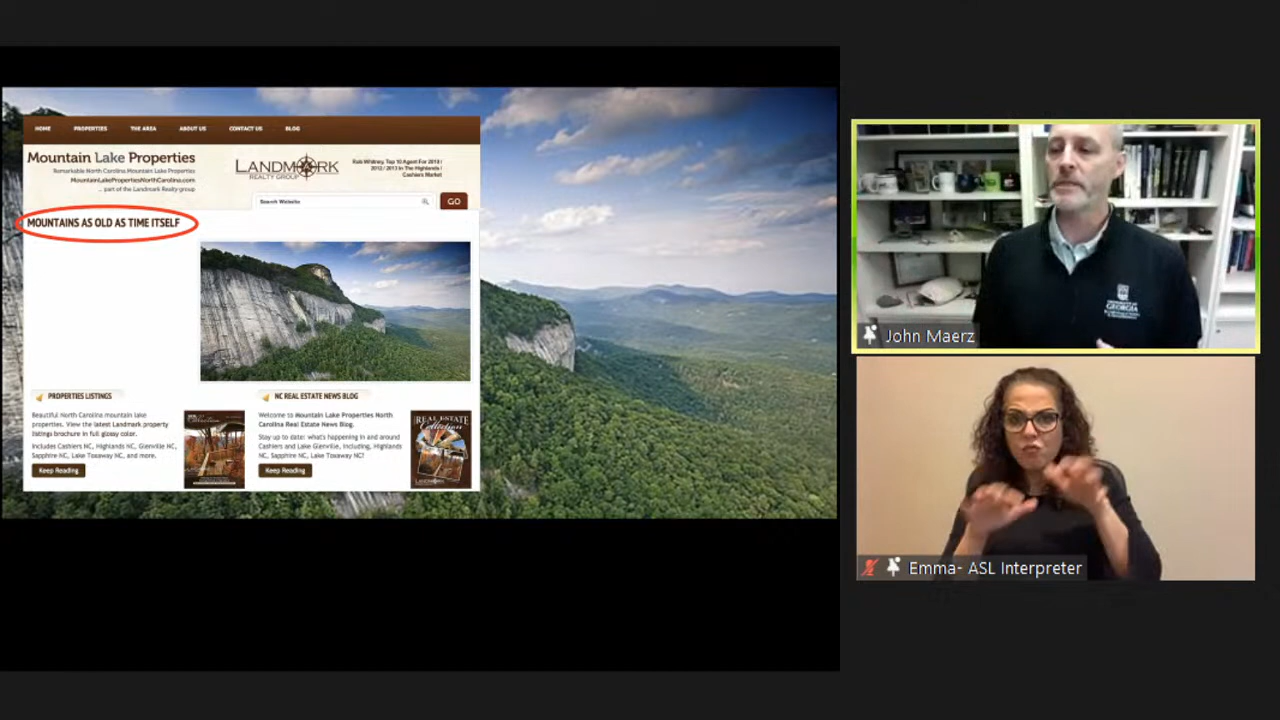 HOME PROPERTIES THE AREA ABOUT US CONTACT US BLOG
Mountain Lake Properties
Remarkable North Carolina Mountain Lake Properties
MountainLakePropertiesNorthCarolina.com
... part of the Landmark Realty group
LANDMARK
REALTY GROUP
Rob Whitney, Top 10 Agent For 2010 /
2012 / 2013 In The Highlands /
Cashiers Market
Search Website
GO
MOUNTAINS AS OLD AS TIME ITSELF
PROPERTIES LISTINGS
Beautiful North Carolina mountain lake
properties. View the latest Landmark property
listings brochure in full glossy color.
Includes Cashiers NC, Highlands NC, Glenville NC,
Sapphire NC, Lake Toxaway NC, and more.
Keep Reading
NC REAL ESTATE NEWS BLOG
Welcome to Mountain Lake Properties North
Carolina Real Estate News Blog.
Stay up to date: what's happening in and around
Cashiers and Lake Glenville, including, Highlands
NC, Sapphire NC, Lake Toxaway NC?
Keep Reading
REAL ESTATE
Collection
LANDMARK
UNIVERSITY OF
GEORGIA
John Maerz
Emma- ASL Interpreter